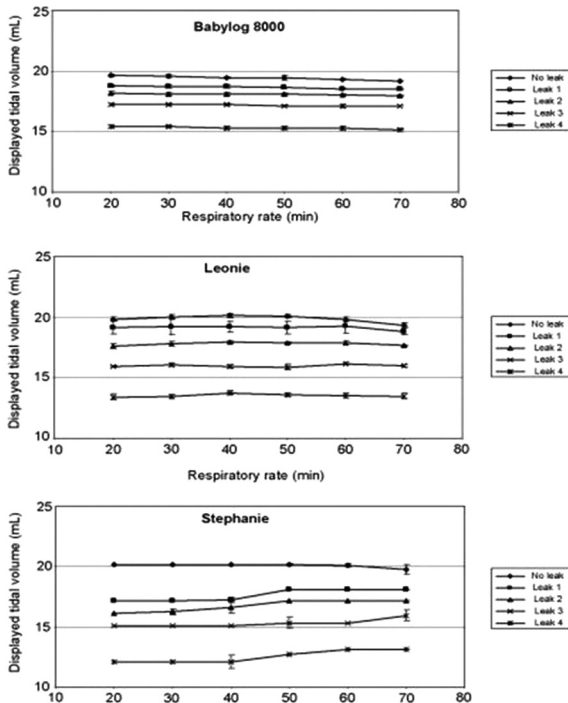 Babylog 8000
Displayed tidal volume (mL)
25
20
15
10
10 20 30 40 50 60 70 80
Respiratory rate (min)
No leak
Leak 1
Leak 2
Leak 3
Leak 4
Leonie
Displayed tidal volume (mL)
25
20
15
10
10 20 30 40 50 60 70 80
Respiratory rate (min)
No leak
Leak 1
Leak 2
Leak 3
Leak 4
Stephanie
Displayed tidal volume (mL)
25
20
15
10
10 20 30 40 50 60 70 80
No leak
Leak 1
Leak 2
Leak 3
Leak 4